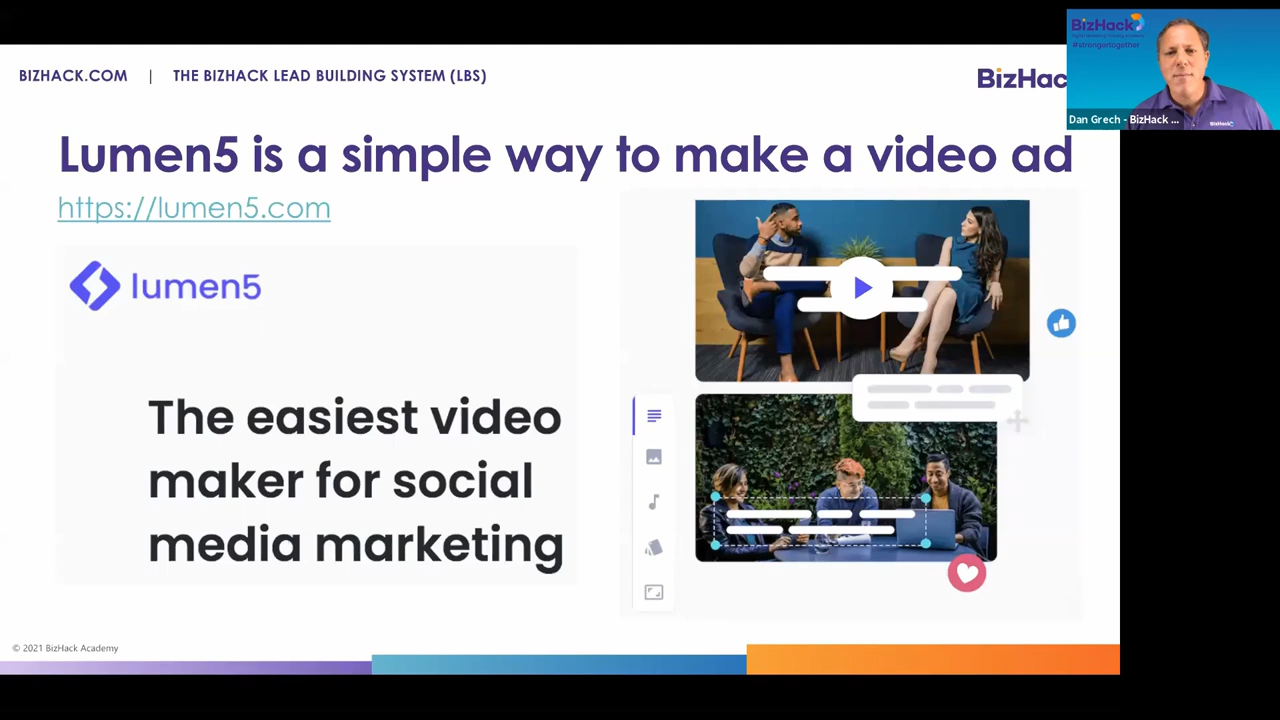 BIZHACK.COM | THE BIZHACK LEAD BUILDING SYSTEM (LBS)
BizHac
BizHack
#strongertogether
Dan Grech - BizHack ...
BizHack
Lumen5 is a simple way to make a video ad
https://lumen5.com
lumen5
The easiest video
maker for social
media marketing
© 2021 BizHack Academy